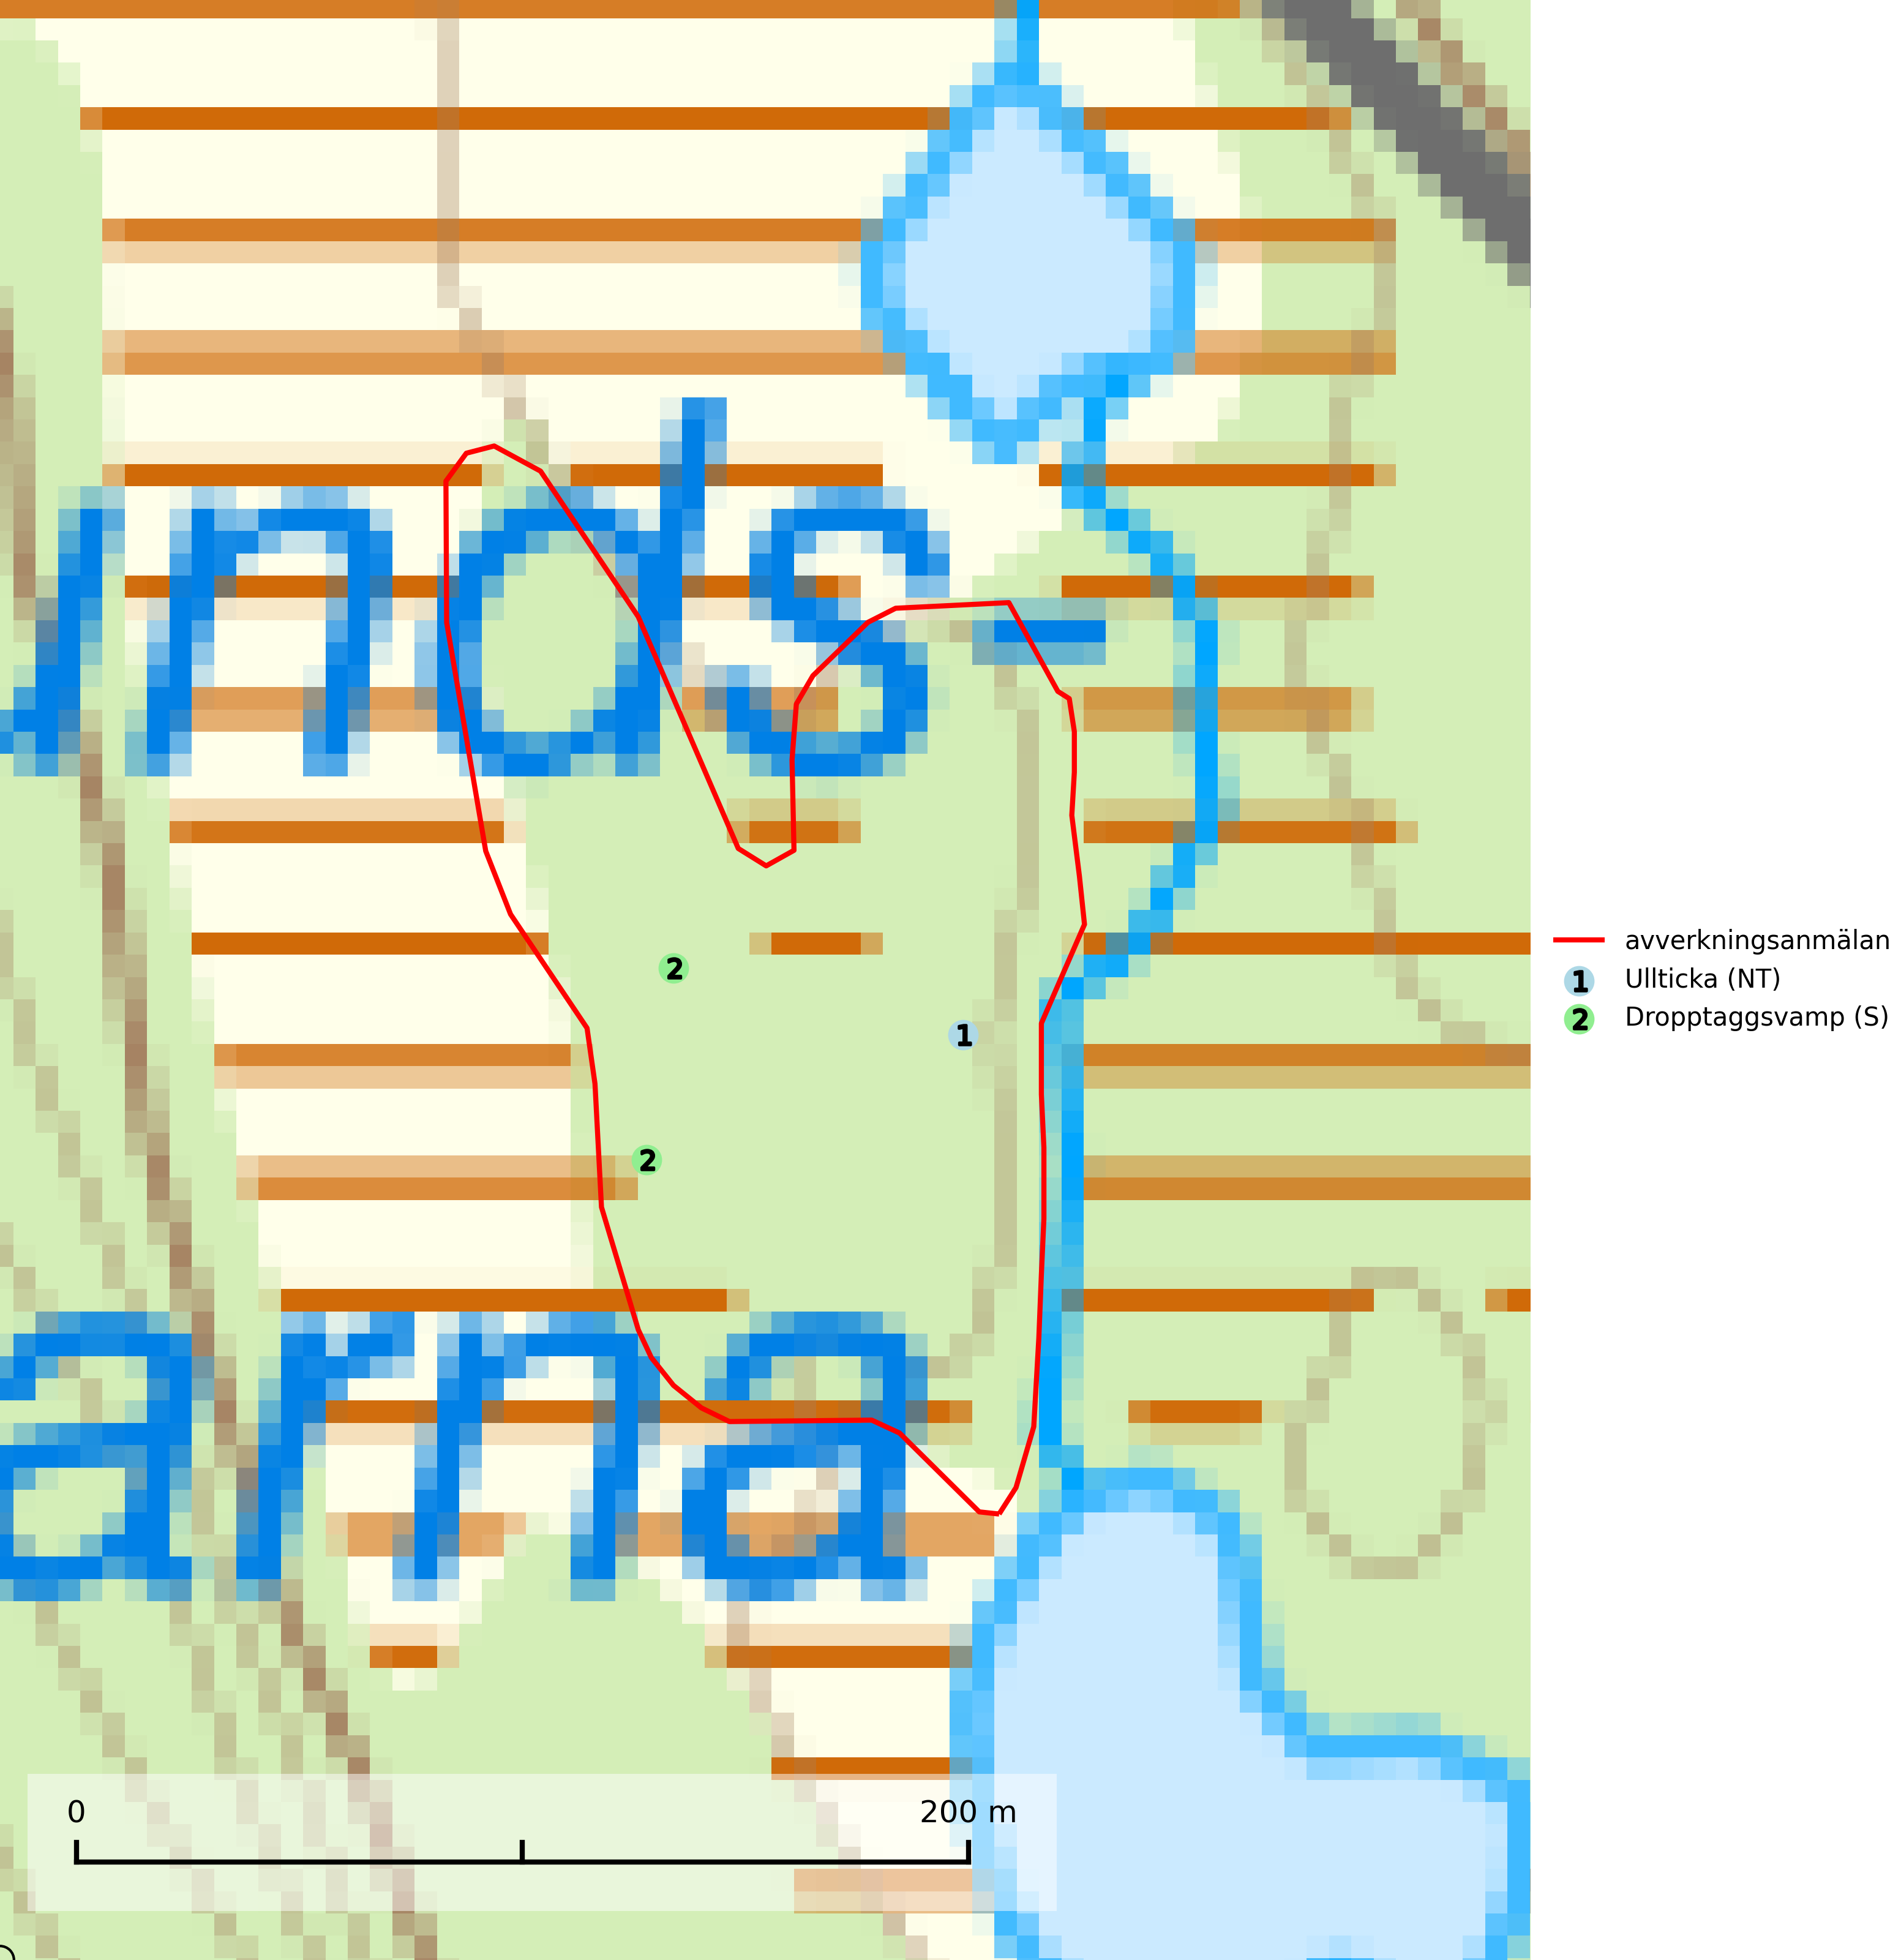 avverkningsanmälan
1 Ullticka (NT)
2 Dropptaggsvamp (S)
2
1
2
0 200 m